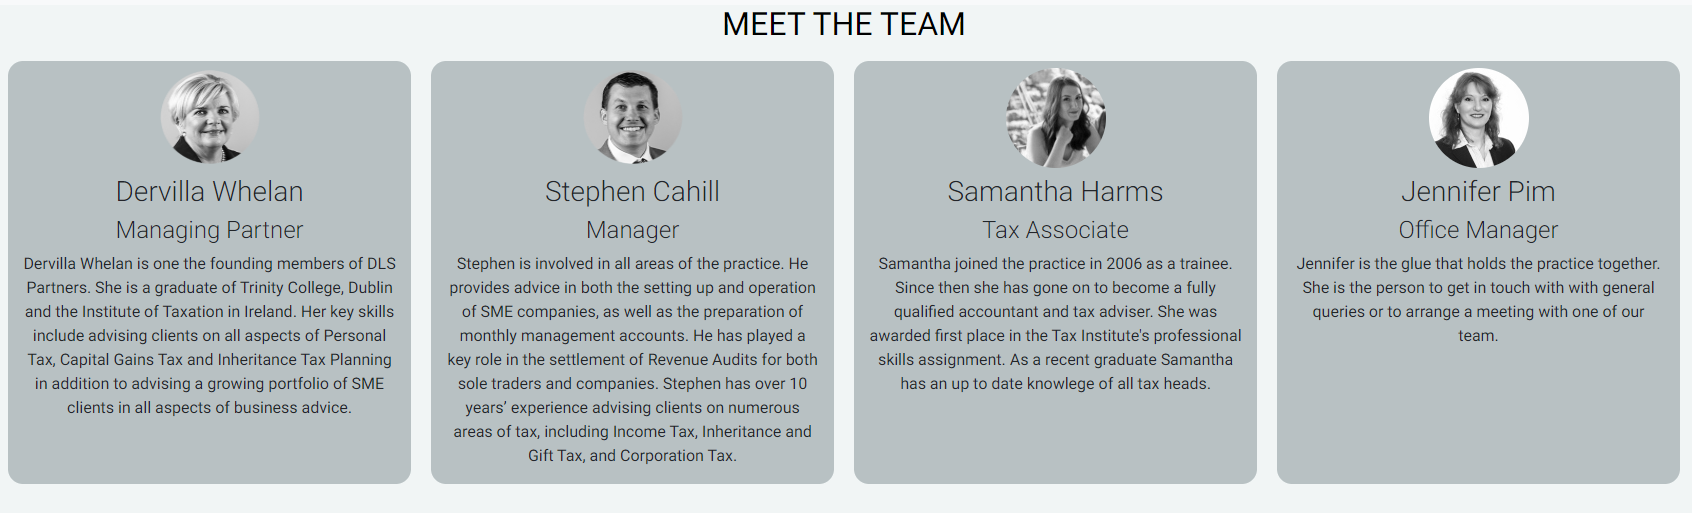 MEET THE TEAM
Dervilla Whelan
Managing Partner
Dervilla Whelan is one the founding members of DLS
Partners. She is a graduate of Trinity College, Dublin
and the Institute of Taxation in Ireland. Her key skills
include advising clients on all aspects of Personal
Tax, Capital Gains Tax and Inheritance Tax Planning
in addition to advising a growing portfolio of SME
clients in all aspects of business advice.
Stephen Cahill
Manager
Stephen is involved in all areas of the practice. He
provides advice in both the setting up and operation
of SME companies, as well as the preparation of
monthly management accounts. He has played a
key role in the settlement of Revenue Audits for both
sole traders and companies. Stephen has over 10
years’ experience advising clients on numerous
areas of tax, including Income Tax, Inheritance and
Gift Tax, and Corporation Tax.
Samantha Harms
Tax Associate
Samantha joined the practice in 2006 as a trainee.
Since then she has gone on to become a fully
qualified accountant and tax adviser. She was
awarded first place in the Tax Institute's professional
skills assignment. As a recent graduate Samantha
has an up to date knowlege of all tax heads.
Jennifer Pim
Office Manager
Jennifer is the glue that holds the practice together.
She is the person to get in touch with with general
queries or to arrange a meeting with one of our
team.